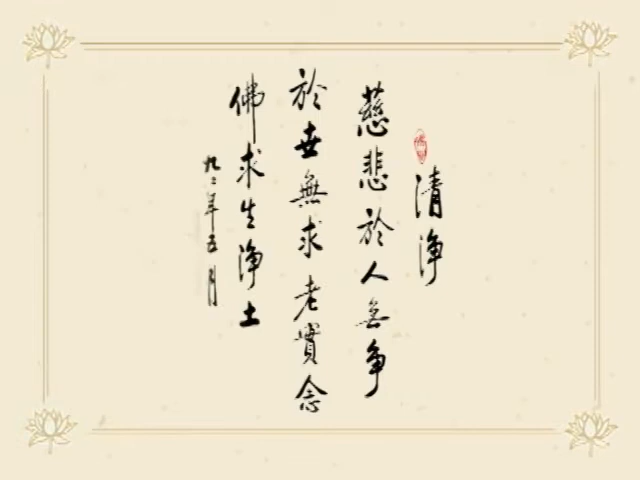 清淨
慈悲於人無争
於世無求老實念
佛求生淨土
九二年五月